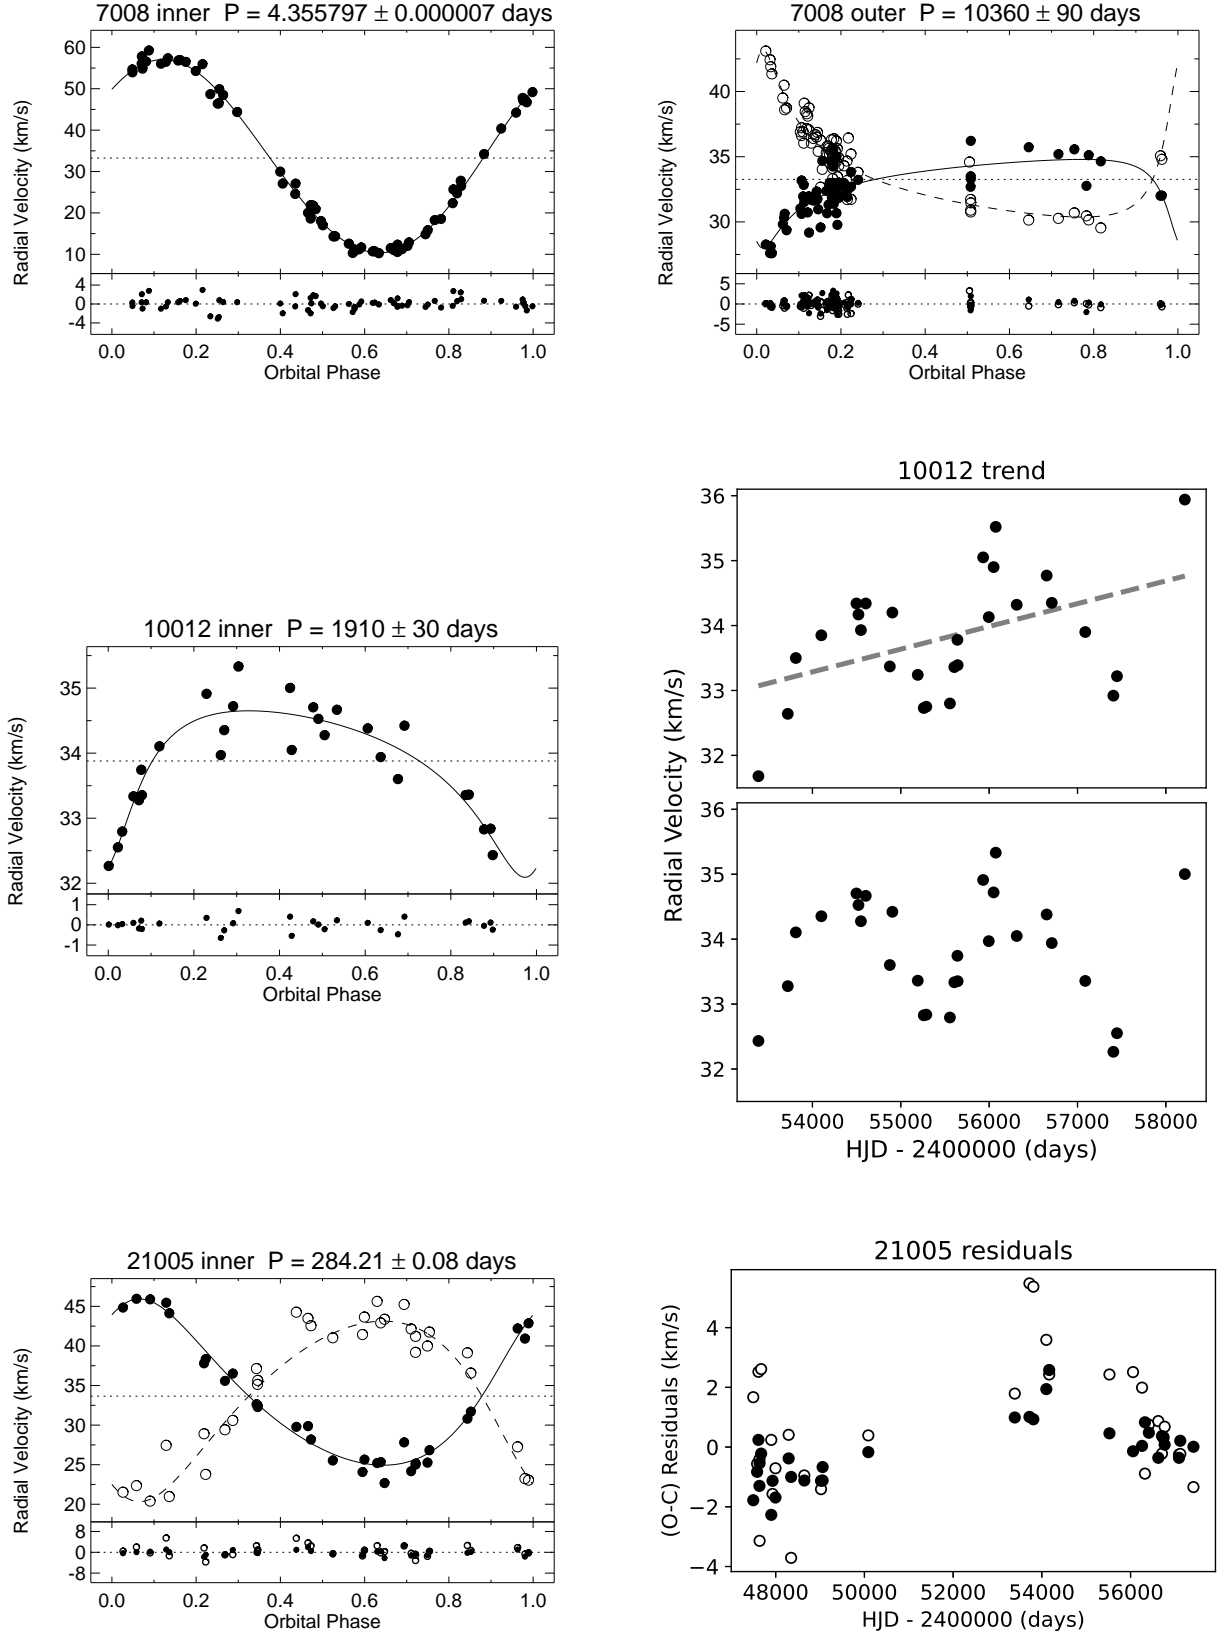 7008 inner P = 4.355797 ± 0.000007 days
Radial Velocity (km/s)
60
50
40
30
20
10
4
0
-4
0.0 0.2 0.4 0.6 0.8 1.0
Orbital Phase
7008 outer P = 10360 ± 90 days
Radial Velocity (km/s)
40
35
30
5
0
-5
0.0 0.2 0.4 0.6 0.8 1.0
Orbital Phase
10012 inner P = 1910 ± 30 days
Radial Velocity (km/s)
35
34
33
32
1
0
-1
0.0 0.2 0.4 0.6 0.8 1.0
Orbital Phase
10012 trend
Radial Velocity (km/s)
36
35
34
33
32
36
35
34
33
32
54000 55000 56000 57000 58000
HJD - 2400000 (days)
21005 inner P = 284.21 ± 0.08 days
Radial Velocity (km/s)
45
40
35
30
25
20
8
0
-8
0.0 0.2 0.4 0.6 0.8 1.0
Orbital Phase
21005 residuals
(O-C) Residuals (km/s)
4
2
0
−2
−4
48000 50000 52000 54000 56000
HJD - 2400000 (days)